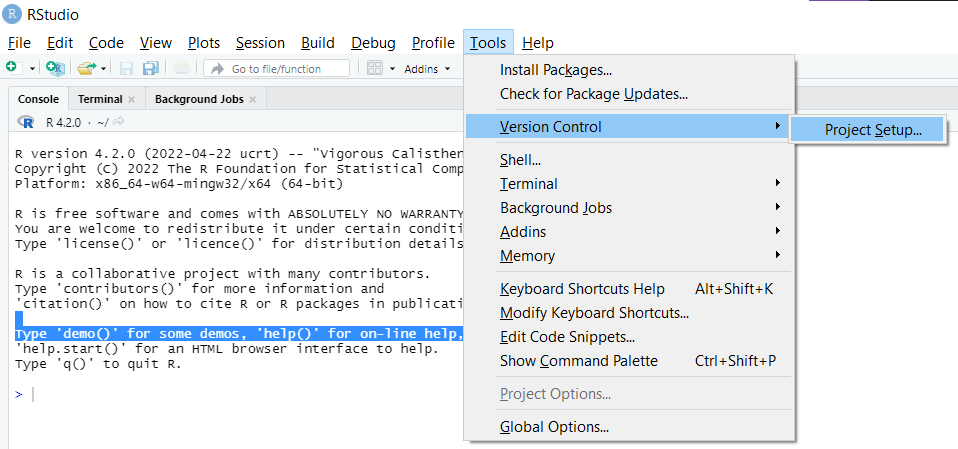 RStudio
File Edit Code View Plots Session Build Debug Profile Tools Help
Go to file/function Addins
Console Terminal Background Jobs
R 4.2.0 · ~/
R version 4.2.0 (2022-04-22 ucrt) -- "Vigorous Calisthen
Copyright (C) 2022 The R Foundation for Statistical Comp
Platform: x86_64-w64-mingw32/x64 (64-bit)
R is free software and comes with ABSOLUTELY NO WARRANTY
You are welcome to redistribute it under certain conditi
Type 'license()' or 'licence()' for distribution details
R is a collaborative project with many contributors.
Type 'contributors()' for more information and
'citation()' on how to cite R or R packages in publicati
Type 'demo()' for some demos, 'help()' for on-line help,
'help.start()' for an HTML browser interface to help.
Type 'q()' to quit R.
>
Install Packages...
Check for Package Updates...
Version Control
Project Setup...
Shell...
Terminal
Background Jobs
Addins
Memory
Keyboard Shortcuts Help Alt+Shift+K
Modify Keyboard Shortcuts...
Edit Code Snippets...
Show Command Palette Ctrl+Shift+P
Project Options...
Global Options...